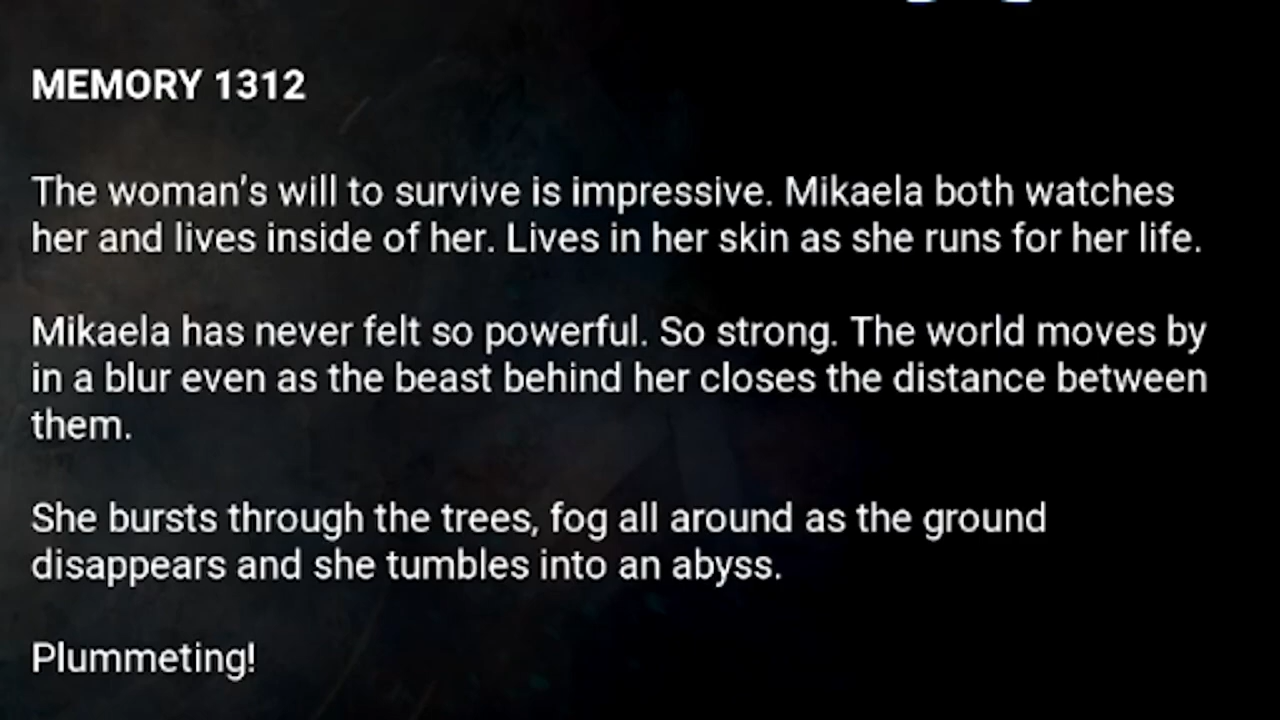 MEMORY 1312
The woman's will to survive is impressive. Mikaela both watches
her and lives inside of her. Lives in her skin as she runs for her life.
Mikaela has never felt so powerful. So strong. The world moves by
in a blur even as the beast behind her closes the distance between
them.
She bursts through the trees, fog all around as the ground
disappears and she tumbles into an abyss.
Plummeting!